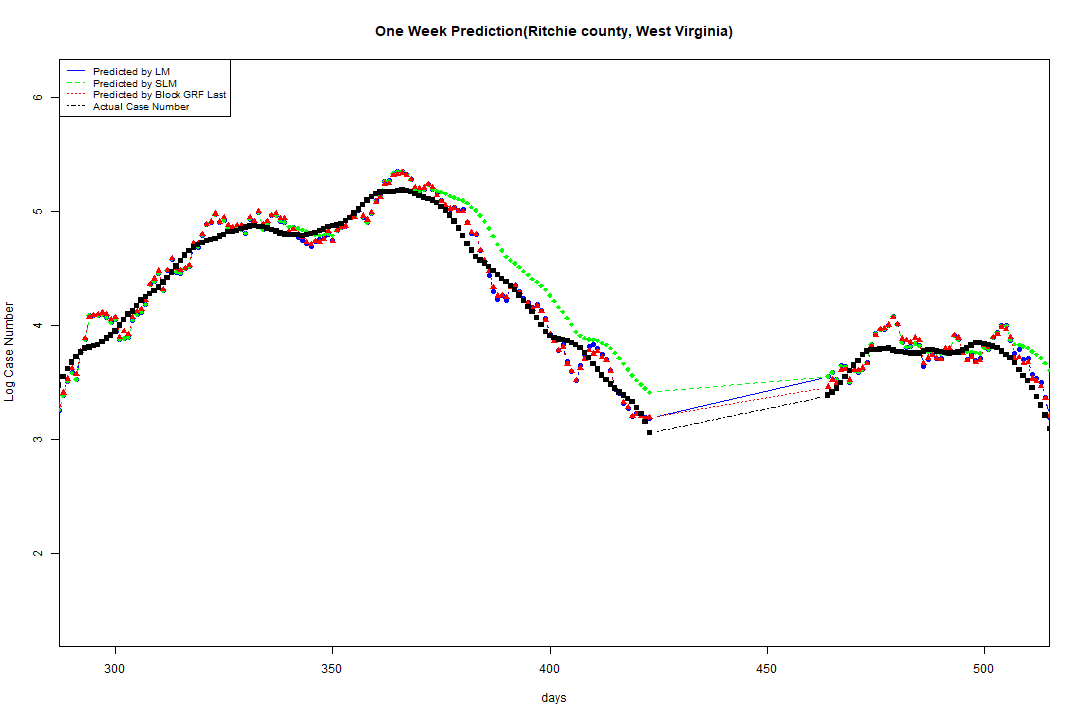 One Week Prediction(Ritchie county, West Virginia)
Predicted by LM
Predicted by SLM
Predicted by Block GRF Last
Actual Case Number
6
5
4
3
2
Log Case Number
300 350 400 450 500
days